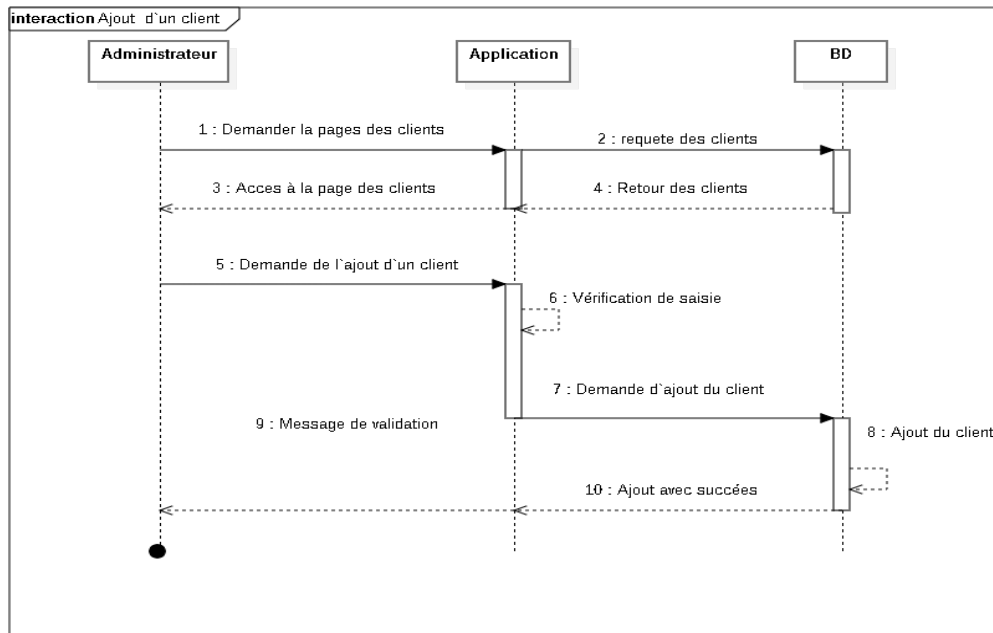 interaction Ajout d`un client
Administrateur
Application
BD
1 : Demander la pages des clients
2 : requete des clients
3 : Acces à la page des clients
4 : Retour des clients
5 : Demande de l`ajout d`un client
6 : Vérification de saisie
7 : Demande d`ajout du client
9 : Message de validation
8 : Ajout du client
10 : Ajout avec succées